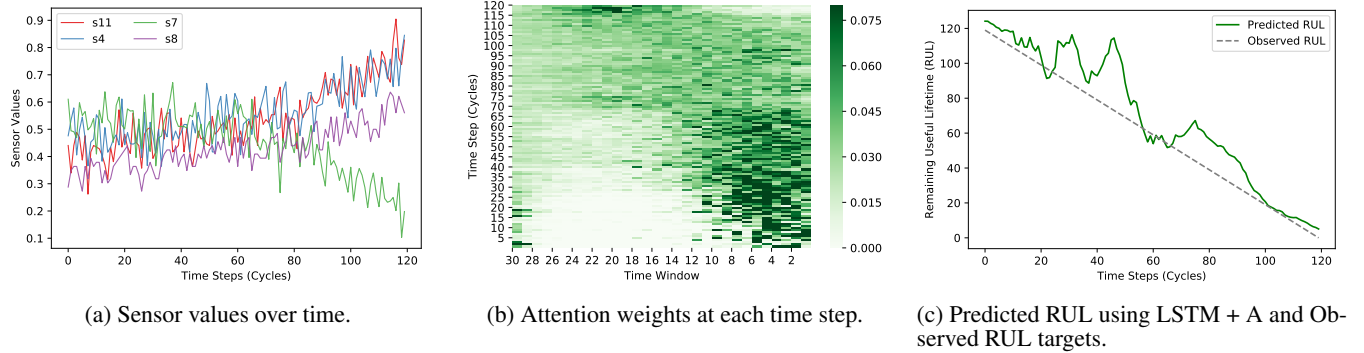 s11
s7
s4
s8
0.9
0.8
0.7
0.6
0.5
0.4
0.3
0.2
0.1
Sensor Values
0 20 40 60 80 100 120
Time Steps (Cycles)
(a) Sensor values over time.
120
115
110
105
100
95
90
85
80
75
70
65
60
55
50
45
40
35
30
25
20
15
10
5
Time Step (Cycles)
30 28 26 24 22 20 18 16 14 12 10 8 6 4 2
Time Window
0.075
0.060
0.045
0.030
0.015
0.000
(b) Attention weights at each time step.
Predicted RUL
Observed RUL
140
120
100
80
60
40
20
0
Remaining Useful Lifetime (RUL)
0 20 40 60 80 100 120
Time Steps (Cycles)
(c) Predicted RUL using LSTM + A and Ob-
served RUL targets.